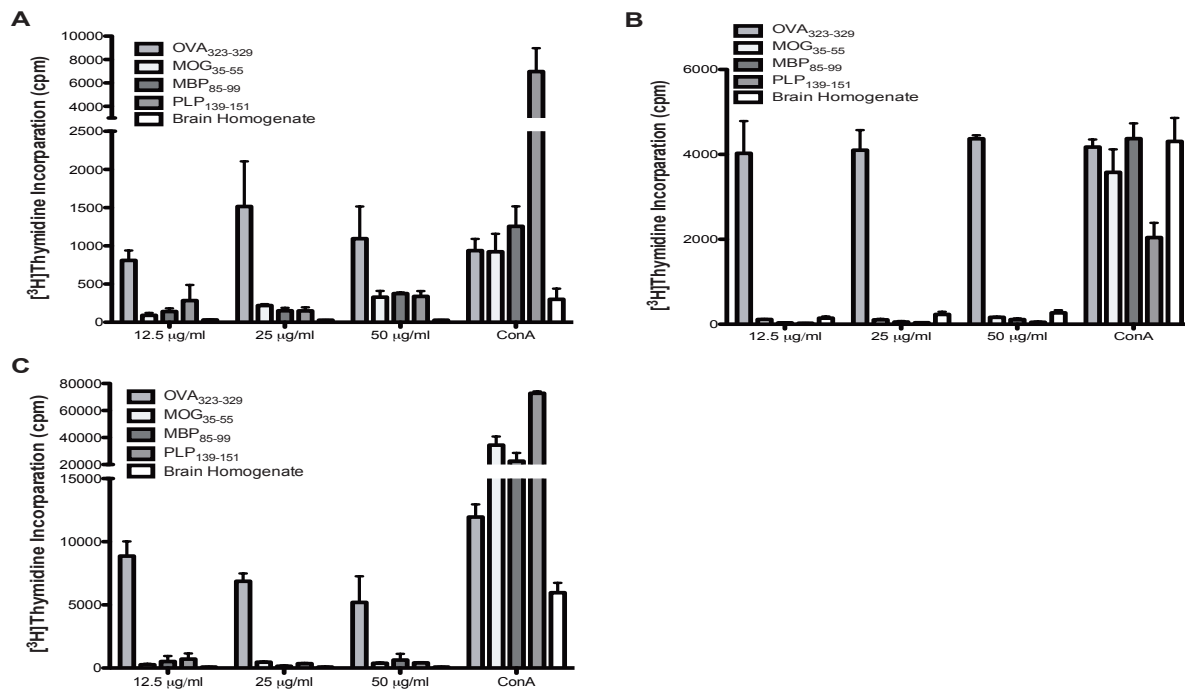 A
[³H]Thymidine Incorparation (cpm)
10000
8000
6000
4000
2500
2000
1500
1000
500
0
OVA323-329
MOG35-55
MBP85-99
PLP139-151
Brain Homogenate
12.5 µg/ml 25 µg/ml 50 µg/ml ConA
B
[³H]Thymidine Incorparation (cpm)
6000
4000
2000
0
OVA323-329
MOG35-55
MBP85-99
PLP139-151
Brain Homogenate
12.5 µg/ml 25 µg/ml 50 µg/ml ConA
C
[³H]Thymidine Incorparation (cpm)
80000
60000
40000
20000
15000
10000
5000
0
OVA323-329
MOG35-55
MBP85-99
PLP139-151
Brain Homogenate
12.5 µg/ml 25 µg/ml 50 µg/ml ConA